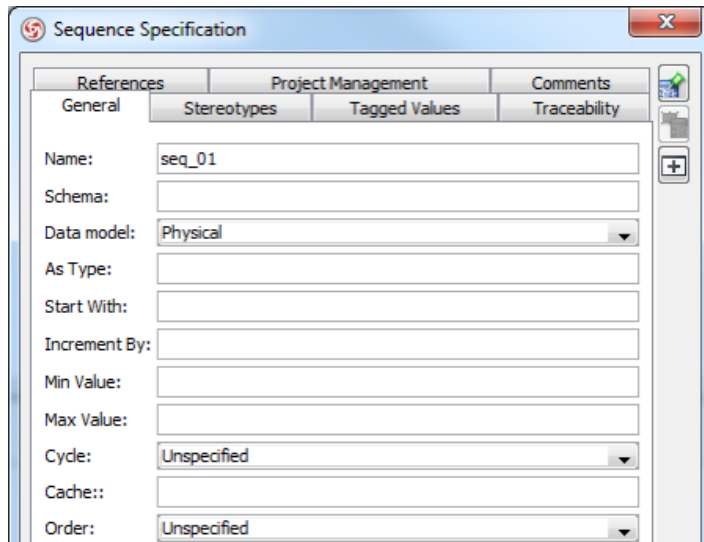 Sequence Specification
References Project Management Comments
General Stereotypes Tagged Values Traceability
Name: seq_01
Schema:
Data model: Physical
As Type:
Start With:
Increment By:
Min Value:
Max Value:
Cycle: Unspecified
Cache::
Order: Unspecified